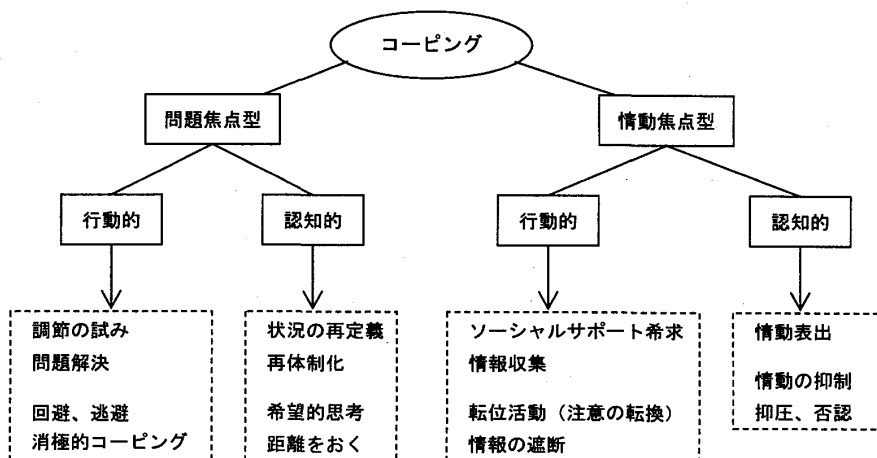 コーピング
問題焦点型
情動焦点型
行動的
認知的
行動的
認知的
調節の試み
問題解決
回避、逃避
消極的コーピング
状況の再定義
再体制化
希望的思考
距離をおく
ソーシャルサポート希求
情報収集
転位活動（注意の転換）
情報の遮断
情動表出
情動の抑制
抑圧、否認